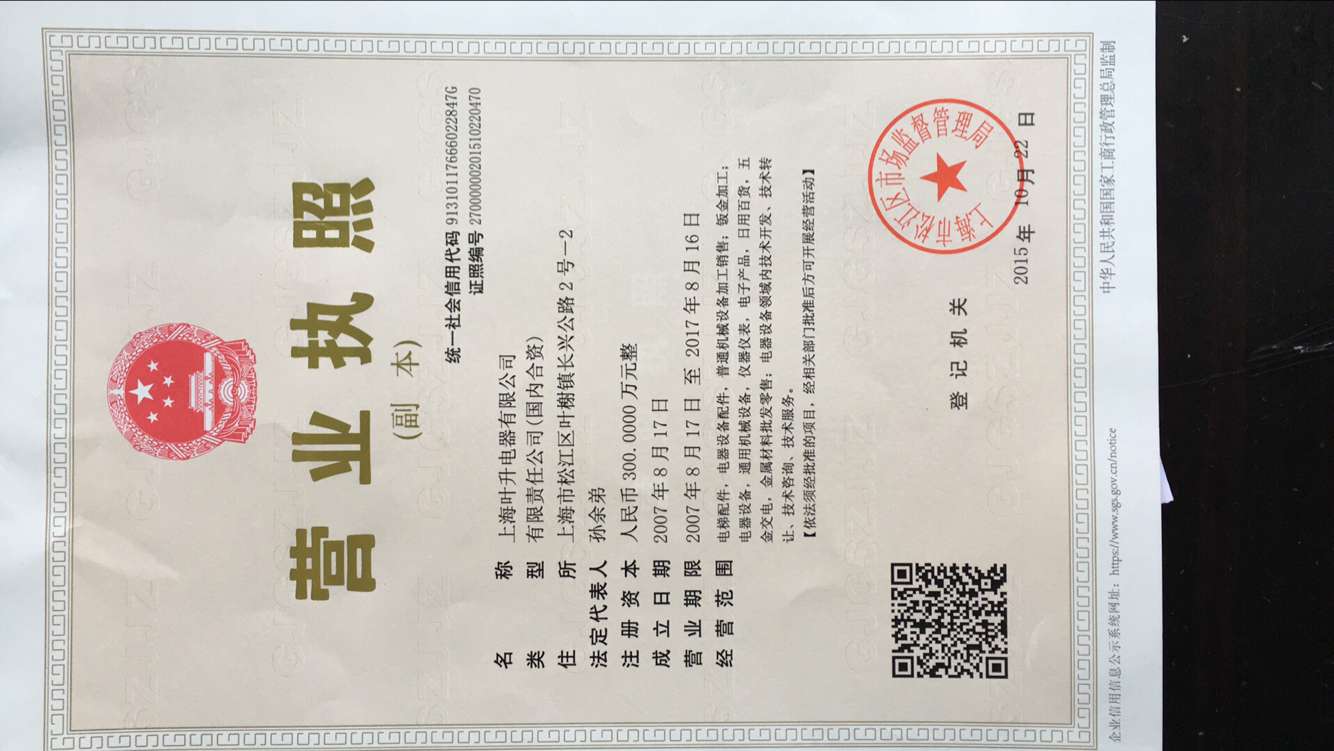 营业执照
(副 本)
统一社会信用代码 91310117666022847G
证照编号 27000000201510220470
名 称 上海叶升电器有限公司
类 型 有限责任公司(国内合资)
住 所 上海市松江区叶榭镇长兴公路2号-2
法定代表人 孙余弟
注册资本 人民币300.0000万元整
成立日期 2007年8月17日
营业期限 2007年8月17日 至 2017年8月16日
经营范围 电梯配件，电器设备配件，普通机械设备加工销售；钣金加工；
电器设备，通用机械设备，仪器仪表，电子产品，日用百货，五
金交电，金属材料批发零售；电器设备领域内技术开发、技术转
让、技术咨询、技术服务。
【依法须经批准的项目，经相关部门批准后方可开展经营活动】
登记机关
上海市松江区市场监督管理局
2015年 10月 22日
企业信用信息公示系统网址：https://www.sgs.gov.cn/notice
中华人民共和国国家工商行政管理总局监制